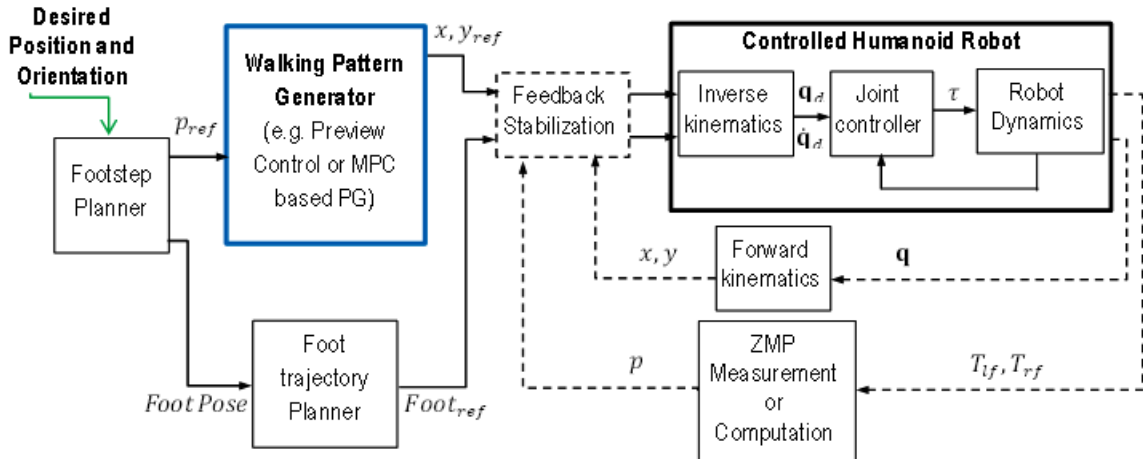 Desired
Position and
Orientation
p_ref
Footstep
Planner
Walking Pattern
Generator
(e.g. Preview
Control or MPC
based PG)
x, y_ref
Feedback
Stabilization
Controlled Humanoid Robot
Inverse
kinematics
q_d
q̇_d
Joint
controller
τ
Robot
Dynamics
x, y
Forward
kinematics
q
Foot Pose
Foot
trajectory
Planner
Foot_ref
p
ZMP
Measurement
or
Computation
T_lf, T_rf